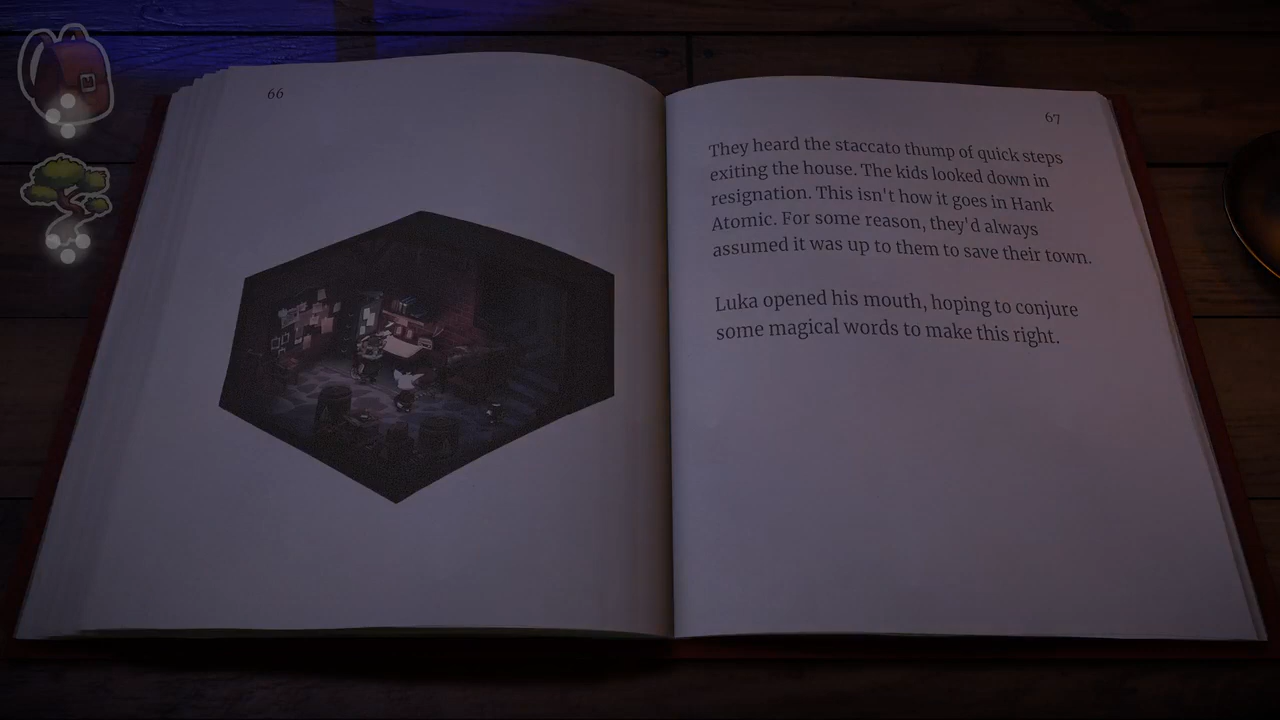 66
67
They heard the staccato thump of quick steps
exiting the house. The kids looked down in
resignation. This isn't how it goes in Hank
Atomic. For some reason, they'd always
assumed it was up to them to save their town.
Luka opened his mouth, hoping to conjure
some magical words to make this right.